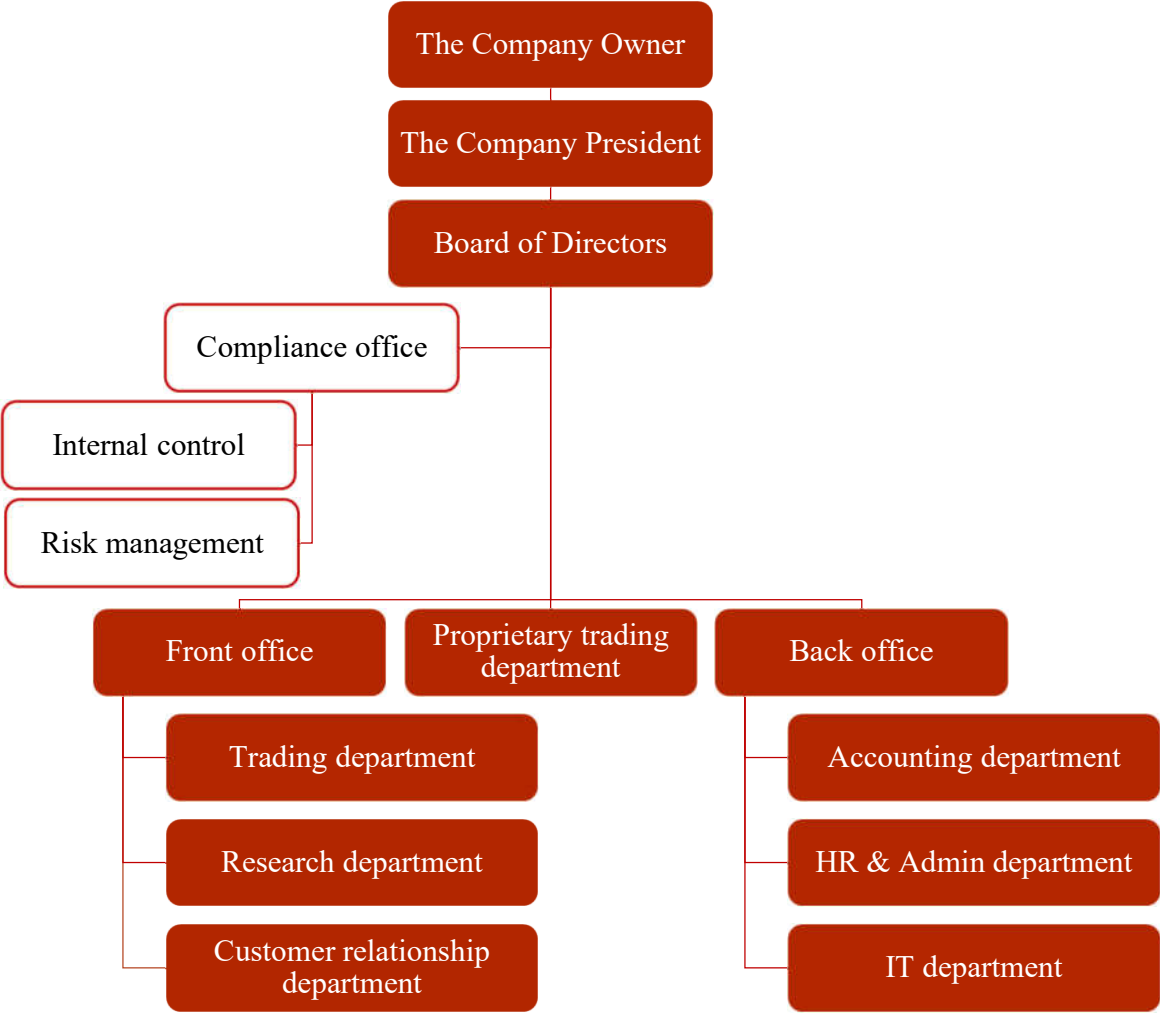 The Company Owner
The Company President
Board of Directors
Compliance office
Internal control
Risk management
Front office
Proprietary trading
department
Back office
Trading department
Research department
Customer relationship
department
Accounting department
HR & Admin department
IT department